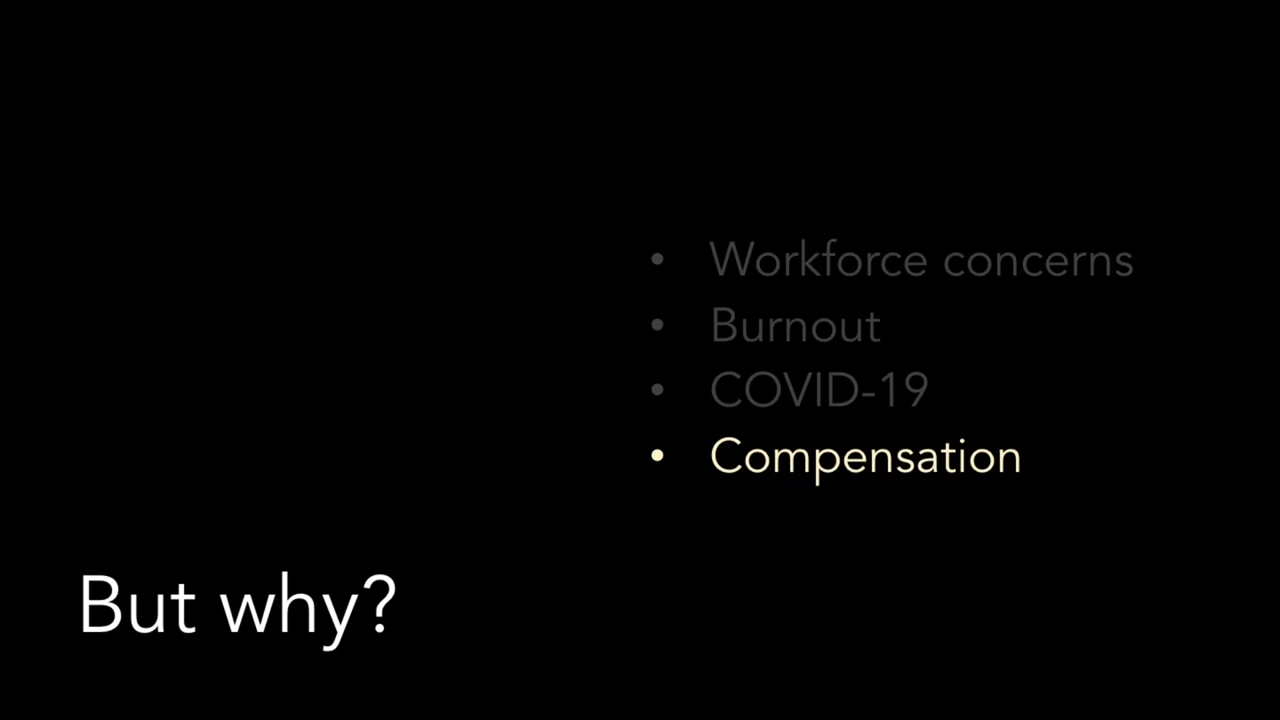 • Workforce concerns
• Burnout
• COVID-19
• Compensation
But why?